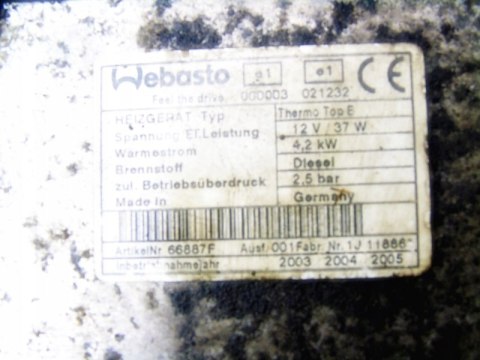 Webasto e1 e1 CE
Feel the drive 000003 021232
HEIZGERÄT Typ Thermo Top E
Spannung El.Leistung 12 V / 37 W
Wärmestrom 4,2 kW
Brennstoff Diesel
zul. Betriebsüberdruck 2,5 bar
Made In Germany
ArtikelNr 66887F Ausf. 001 Fabr. Nr. 1J 11886
Inbetriebnahmejahr 2003 2004 2005